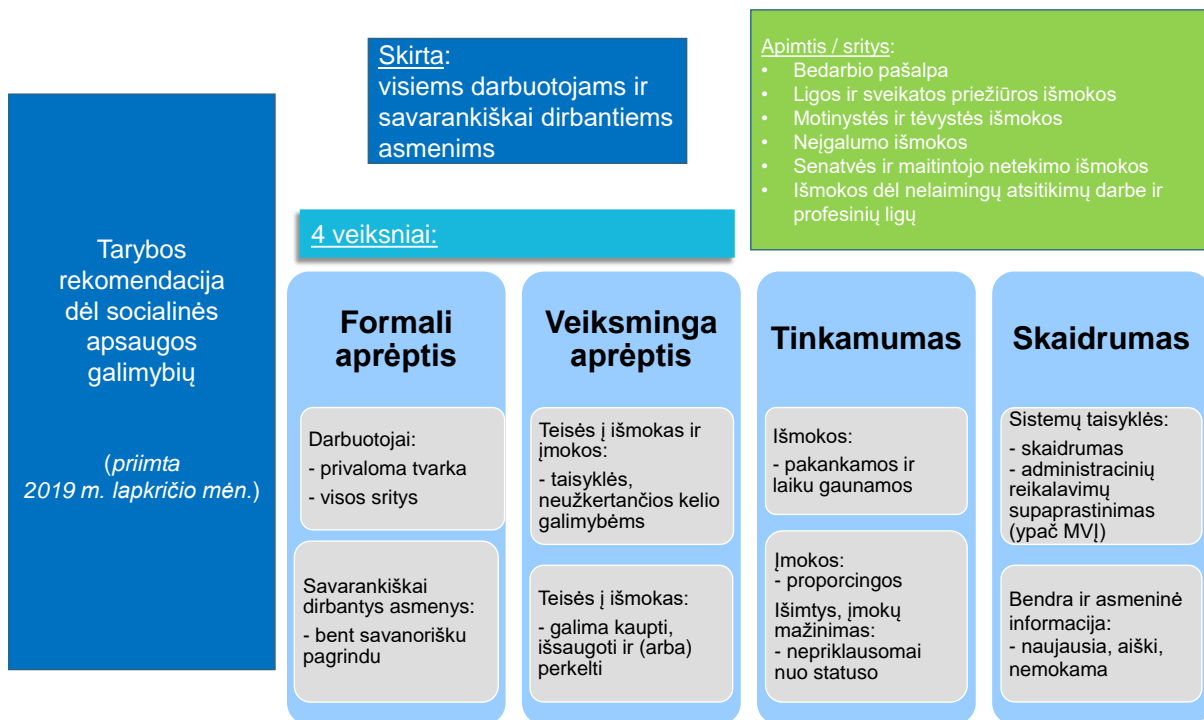 Tarybos
rekomendacija
dėl socialinės
apsaugos
galimybių
(priimta
2019 m. lapkričio mėn.)
Skirta:
visiems darbuotojams ir
savarankiškai dirbantiems
asmenims
Apimtis / sritys:
• Bedarbio pašalpa
• Ligos ir sveikatos priežiūros išmokos
• Motinystės ir tėvystės išmokos
• Neįgalumo išmokos
• Senatvės ir maitintojo netekimo išmokos
• Išmokos dėl nelaimingų atsitikimų darbe ir
profesinių ligų
4 veiksniai:
Formali
aprėptis
Darbuotojai:
- privaloma tvarka
- visos sritys
Savarankiškai
dirbantys asmenys:
- bent savanorišku
pagrindu
Veiksminga
aprėptis
Teisės į išmokas ir
įmokos:
- taisyklės,
neužkertančios kelio
galimybėms
Teisės į išmokas:
- galima kaupti,
išsaugoti ir (arba)
perkelti
Tinkamumas
Išmokos:
- pakankamos ir
laiku gaunamos
Įmokos:
- proporcingos
Išimtys, įmokų
mažinimas:
- nepriklausomai
nuo statuso
Skaidrumas
Sistemų taisyklės:
- skaidrumas
- administracinių
reikalavimų
supaprastinimas
(ypač MVĮ)
Bendra ir asmeninė
informacija:
- naujausia, aiški,
nemokama